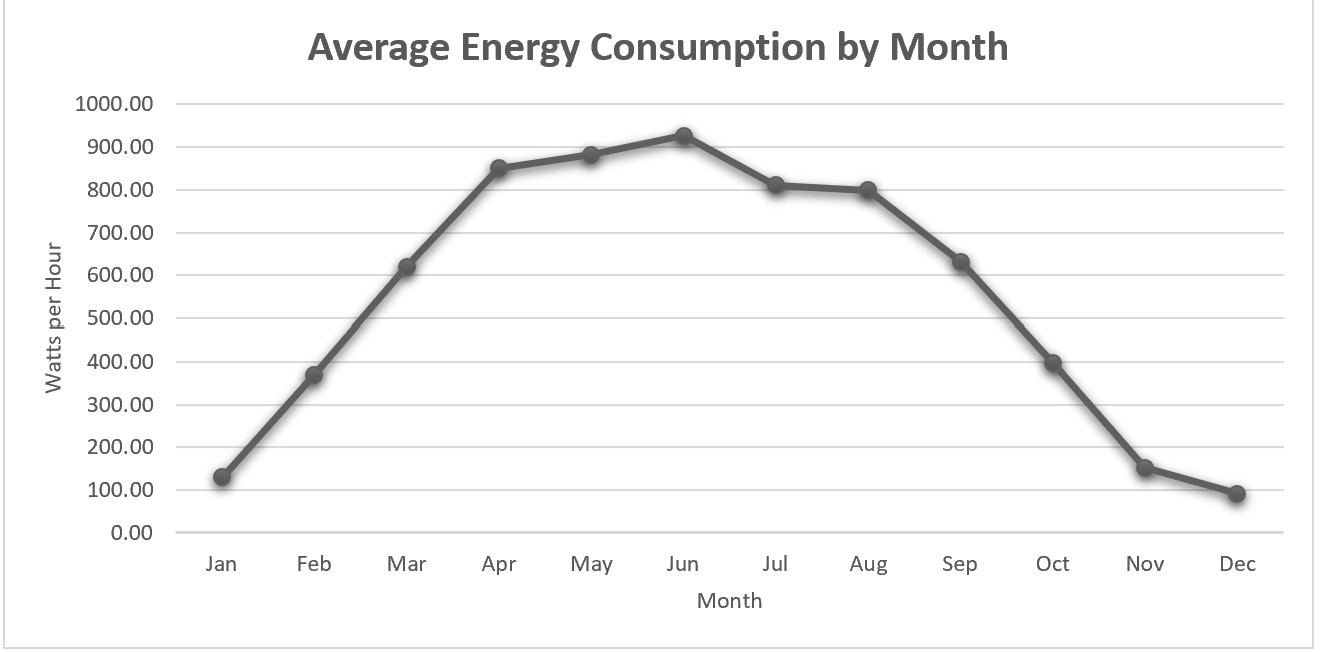 Average Energy Consumption by Month
1000.00
900.00
800.00
700.00
600.00
500.00
400.00
300.00
200.00
100.00
0.00
Watts per Hour
Jan Feb Mar Apr May Jun Jul Aug Sep Oct Nov Dec
Month